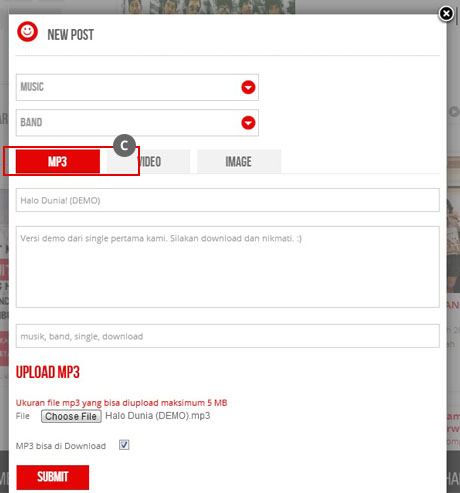 NEW POST
MUSIC
BAND
C
MP3
VIDEO
IMAGE
Halo Dunia! (DEMO)
Versi demo dari single pertama kami. Silakan download dan nikmati. :)
musik, band, single, download
UPLOAD MP3
Ukuran file mp3 yang bisa diupload maksimum 5 MB
File Choose File Halo Dunia (DEMO).mp3
MP3 bisa di Download
SUBMIT